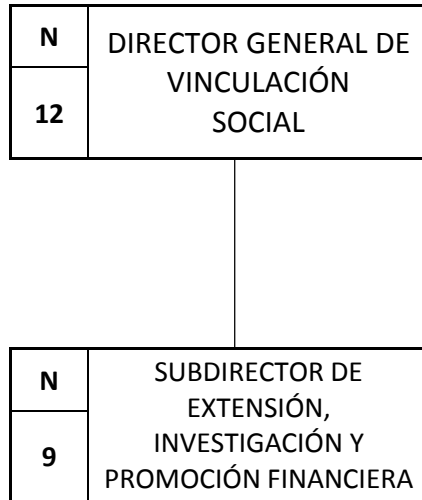 N
12
DIRECTOR GENERAL DE
VINCULACIÓN
SOCIAL
N
9
SUBDIRECTOR DE
EXTENSIÓN,
INVESTIGACIÓN Y
PROMOCIÓN FINANCIERA